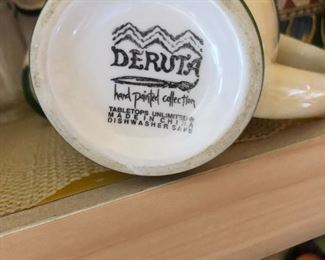 DERUTA
hand painted collection
TABLETOPS UNLIMITED®
MADE IN CHINA
DISHWASHER SAFE